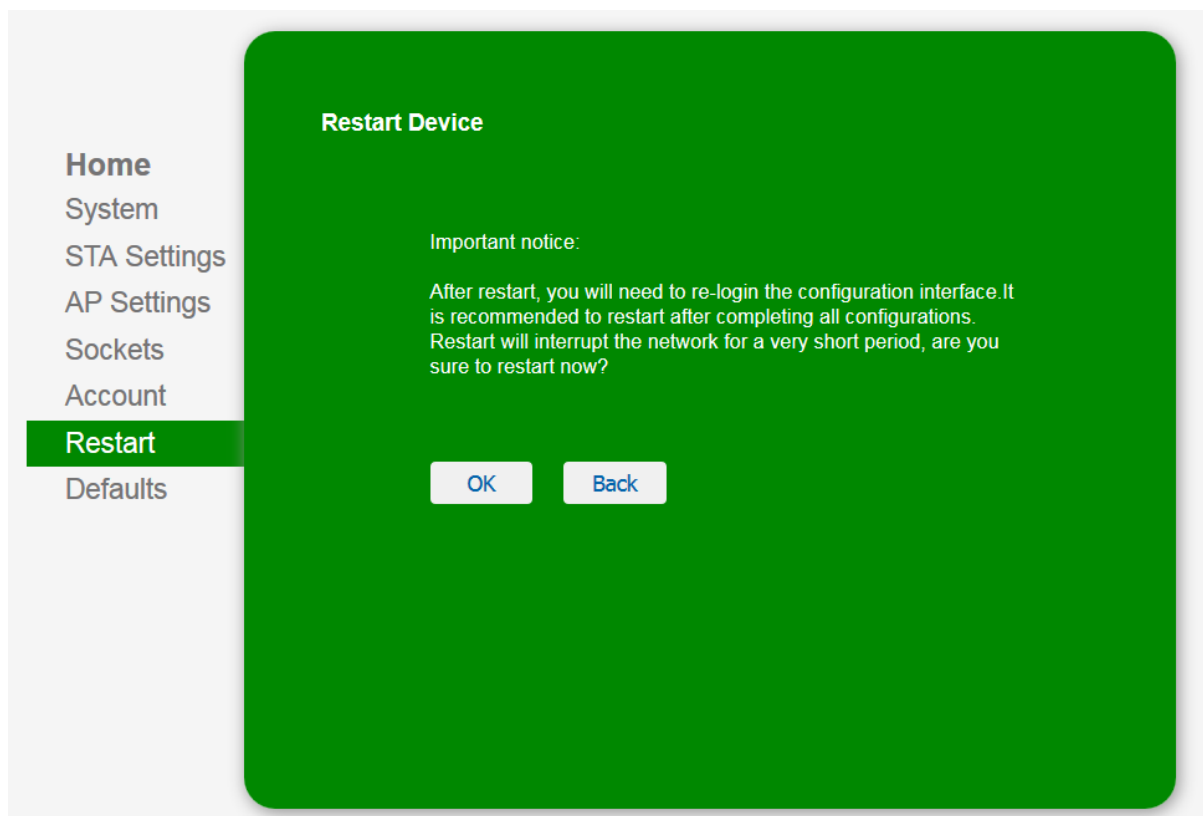 Home
System
STA Settings
AP Settings
Sockets
Account
Restart
Defaults
Restart Device
Important notice:
After restart, you will need to re-login the configuration interface.It
is recommended to restart after completing all configurations.
Restart will interrupt the network for a very short period, are you
sure to restart now?
OK
Back